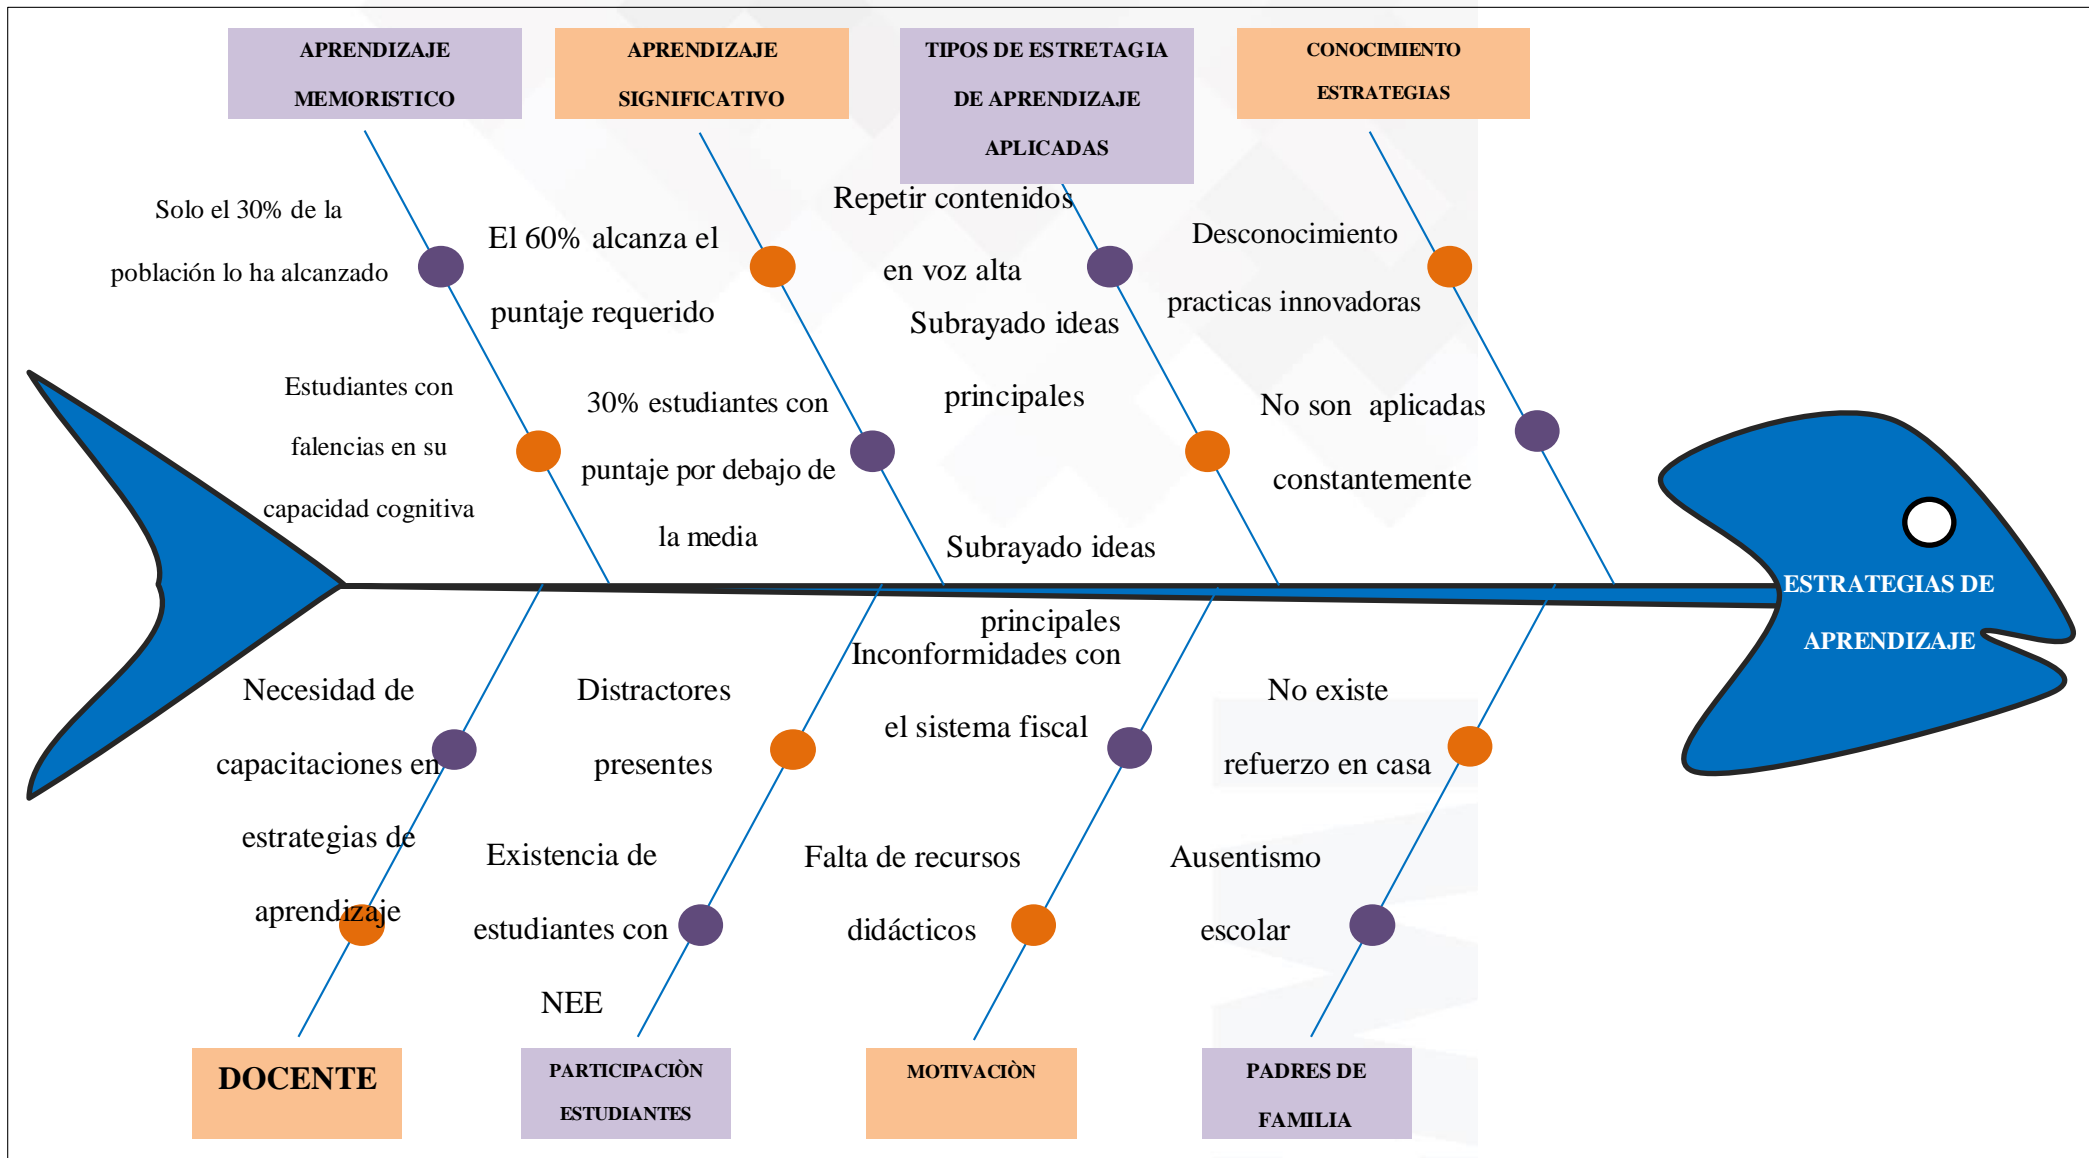 APRENDIZAJE
MEMORISTICO
APRENDIZAJE
SIGNIFICATIVO
TIPOS DE ESTRETAGIA
DE APRENDIZAJE
APLICADAS
CONOCIMIENTO
ESTRATEGIAS
Solo el 30% de la
población lo ha alcanzado
Estudiantes con
falencias en su
capacidad cognitiva
El 60% alcanza el
puntaje requerido
30% estudiantes con
puntaje por debajo de
la media
Repetir contenidos
en voz alta
Subrayado ideas
principales
Subrayado ideas
principales
Desconocimiento
practicas innovadoras
No son  aplicadas
constantemente
ESTRATEGIAS DE
APRENDIZAJE
Necesidad de
capacitaciones en
estrategias de
aprendizaje
Distractores
presentes
Existencia de
estudiantes con
NEE
Inconformidades con
el sistema fiscal
Falta de recursos
didácticos
No existe
refuerzo en casa
Ausentismo
escolar
DOCENTE
PARTICIPACIÒN
ESTUDIANTES
MOTIVACIÒN
PADRES DE
FAMILIA